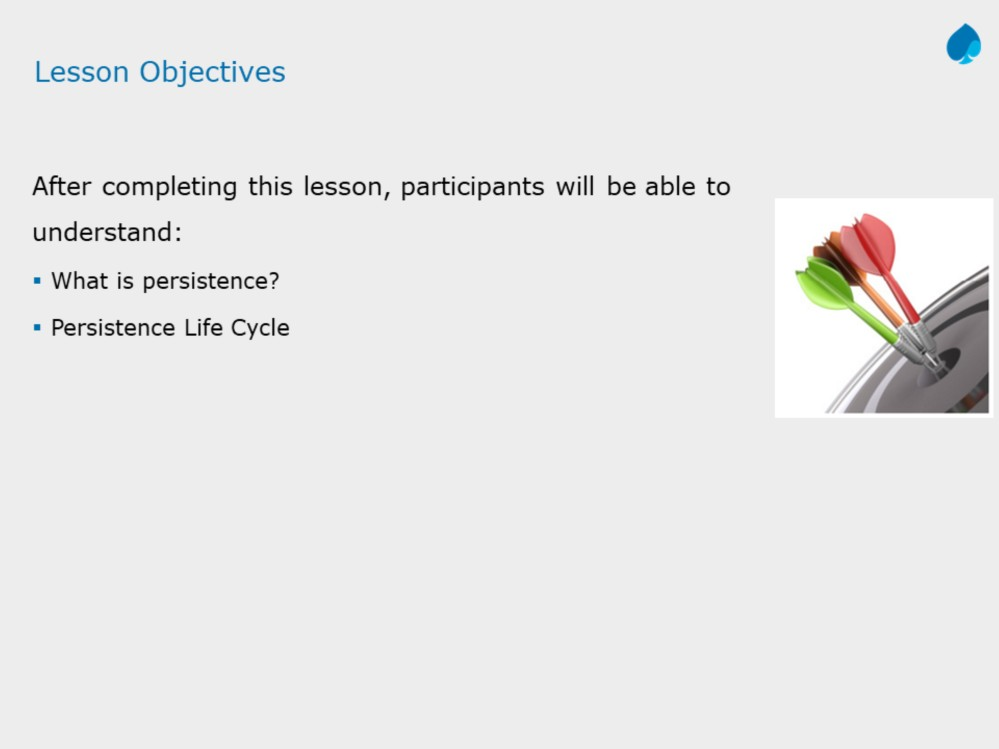 Lesson Objectives
After completing this lesson, participants will be able to
understand:
What is persistence?
Persistence Life Cycle